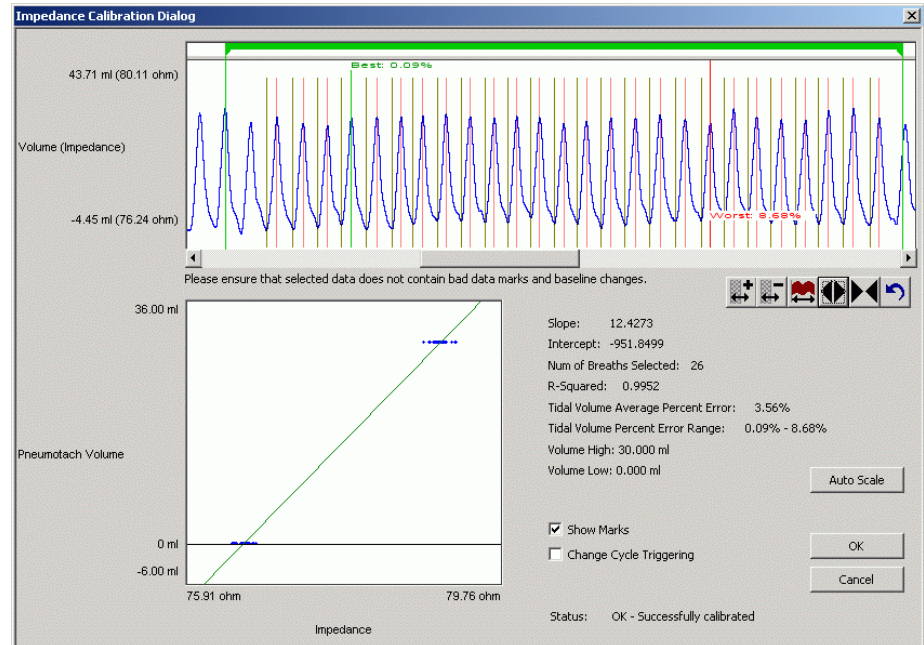 Impedance Calibration Dialog
43.71 ml (80.11 ohm)
Best: 0.09%
Volume (Impedance)
-4.45 ml (76.24 ohm)
Worst: 8.68%
Please ensure that selected data does not contain bad data marks and baseline changes.
36.00 ml
Pneumotach Volume
0 ml
-6.00 ml
75.91 ohm
79.76 ohm
Impedance
Slope: 12.4273
Intercept: -951.8499
Num of Breaths Selected: 26
R-Squared: 0.9952
Tidal Volume Average Percent Error: 3.56%
Tidal Volume Percent Error Range: 0.09% - 8.68%
Volume High: 30.000 ml
Volume Low: 0.000 ml
Auto Scale
Show Marks
Change Cycle Triggering
OK
Cancel
Status: OK - Successfully calibrated